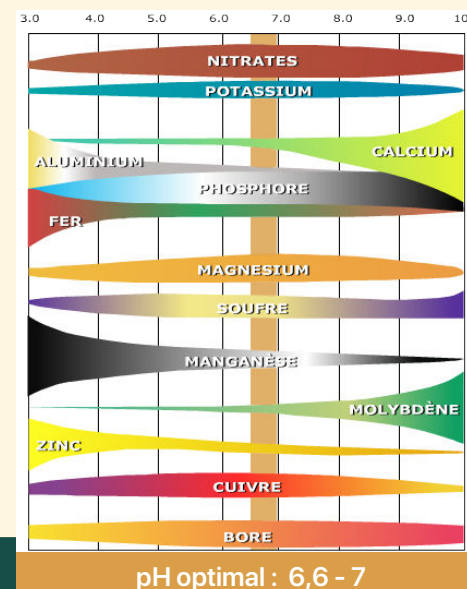 3.0 4.0 5.0 6.0 7.0 8.0 9.0 10
NITRATES
POTASSIUM
CALCIUM
ALUMINIUM
PHOSPHORE
FER
MAGNESIUM
SOUFRE
MANGANÈSE
MOLYBDÈNE
ZINC
CUIVRE
BORE
pH optimal : 6,6 - 7